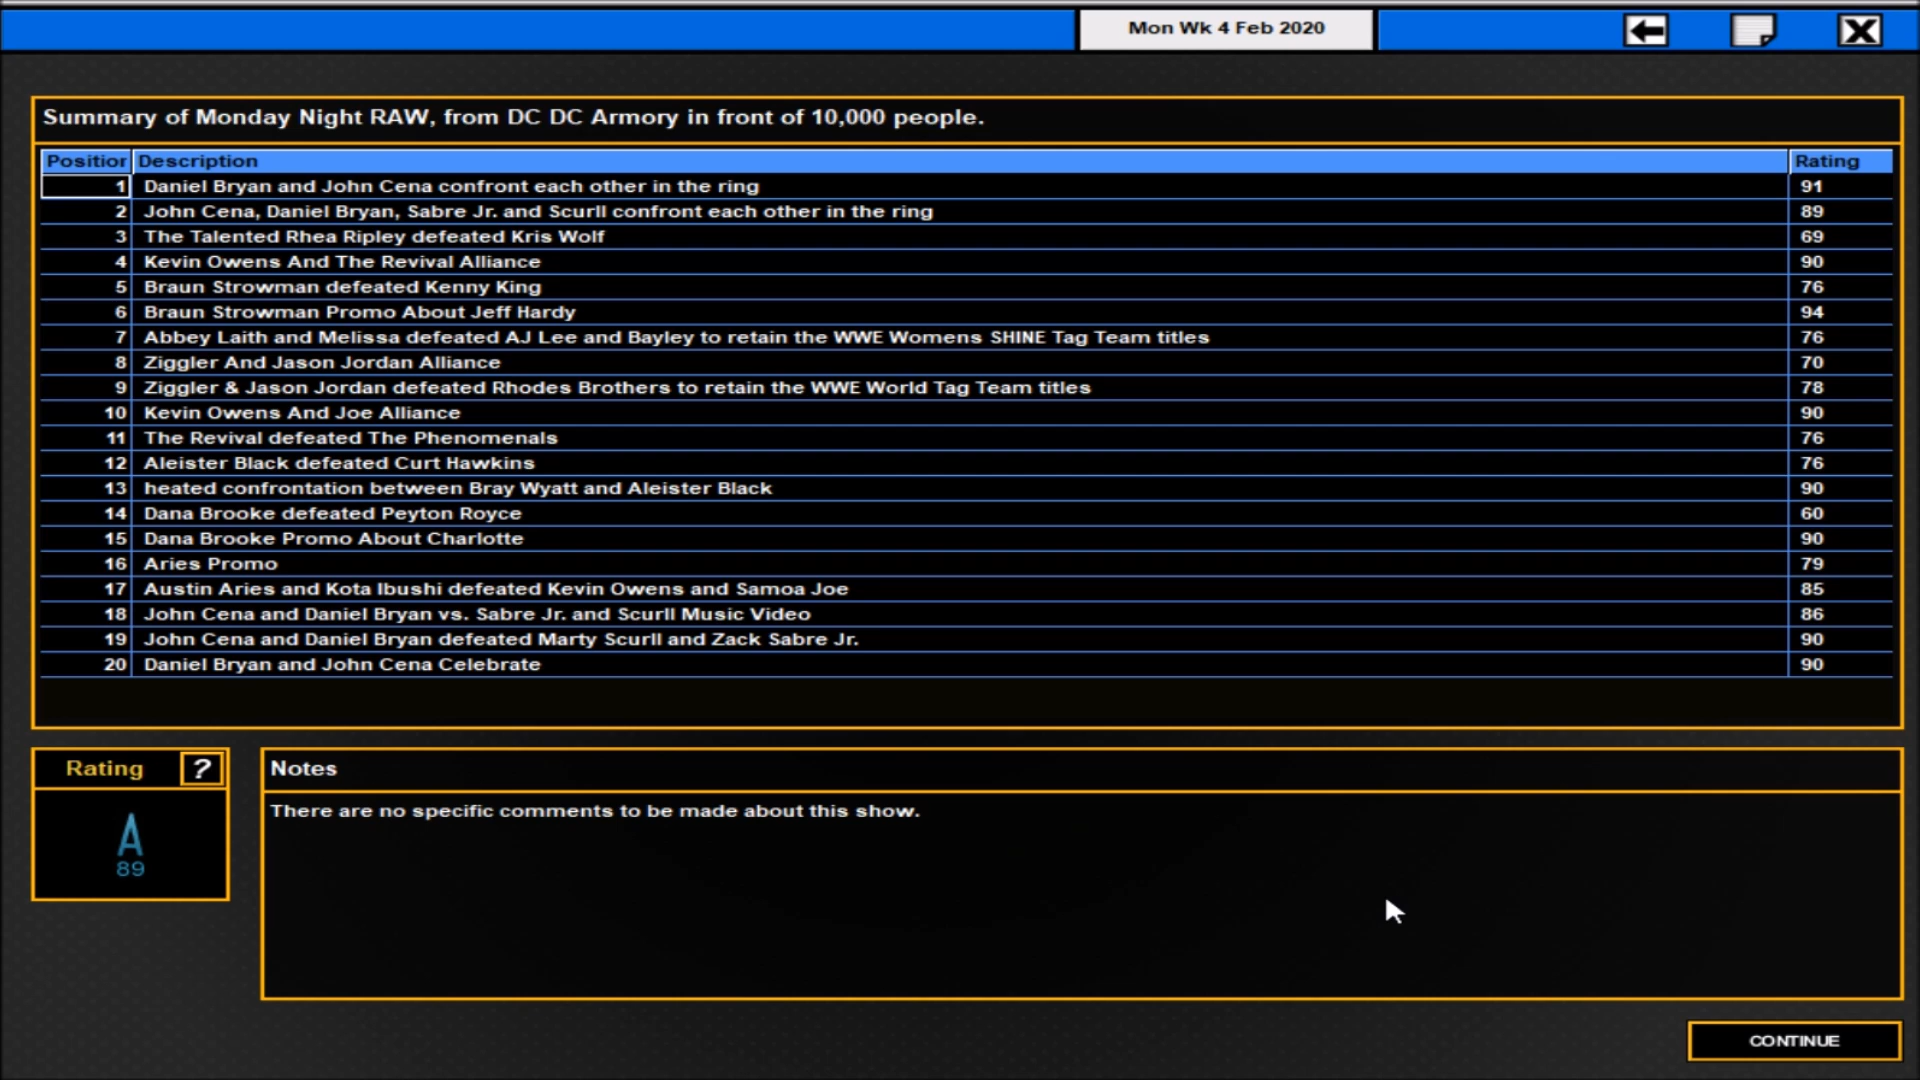 Mon Wk 4 Feb 2020
Summary of Monday Night RAW, from DC DC Armory in front of 10,000 people.
Position Description Rating
1 Daniel Bryan and John Cena confront each other in the ring 91
2 John Cena, Daniel Bryan, Sabre Jr. and Scurll confront each other in the ring 89
3 The Talented Rhea Ripley defeated Kris Wolf 69
4 Kevin Owens And The Revival Alliance 90
5 Braun Strowman defeated Kenny King 76
6 Braun Strowman Promo About Jeff Hardy 94
7 Abbey Laith and Melissa defeated AJ Lee and Bayley to retain the WWE Womens SHINE Tag Team titles 76
8 Ziggler And Jason Jordan Alliance 70
9 Ziggler & Jason Jordan defeated Rhodes Brothers to retain the WWE World Tag Team titles 78
10 Kevin Owens And Joe Alliance 90
11 The Revival defeated The Phenomenals 76
12 Aleister Black defeated Curt Hawkins 76
13 heated confrontation between Bray Wyatt and Aleister Black 90
14 Dana Brooke defeated Peyton Royce 60
15 Dana Brooke Promo About Charlotte 90
16 Aries Promo 79
17 Austin Aries and Kota Ibushi defeated Kevin Owens and Samoa Joe 85
18 John Cena and Daniel Bryan vs. Sabre Jr. and Scurll Music Video 86
19 John Cena and Daniel Bryan defeated Marty Scurll and Zack Sabre Jr. 90
20 Daniel Bryan and John Cena Celebrate 90
Rating ?
A
89
Notes
There are no specific comments to be made about this show.
CONTINUE